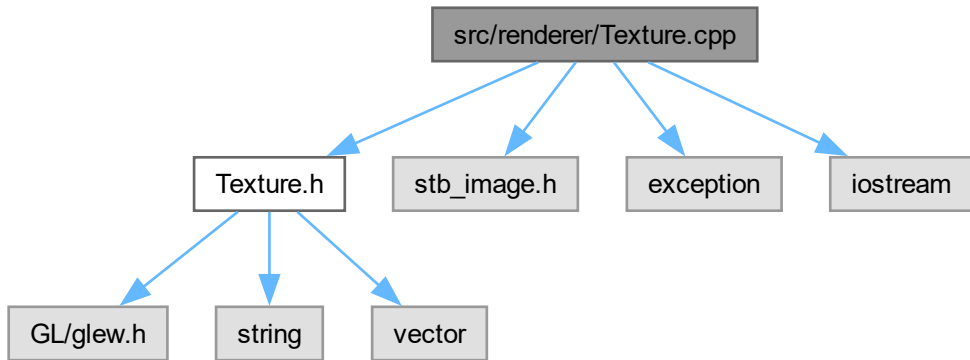 src/renderer/Texture.cpp
Texture.h
stb_image.h
exception
iostream
GL/glew.h
string
vector